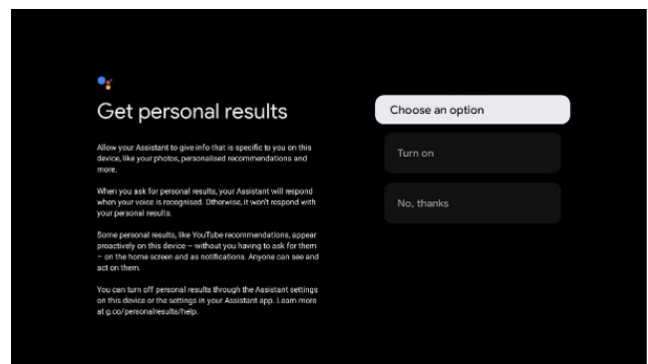 Get personal results
Allow your Assistant to give info that is specific to you on this
device, like your photos, personalised recommendations and
more.
When you ask for personal results, your Assistant will respond
when your voice is recognised. Otherwise, it won't respond with
your personal results.
Some personal results, like YouTube recommendations, appear
proactively on this device – without you having to ask for them
– on the home screen and as notifications. Anyone can see and
act on them.
You can turn off personal results through the Assistant settings
on this device or the settings in your Assistant app. Learn more
at g.co/personalresults/help.
Choose an option
Turn on
No, thanks